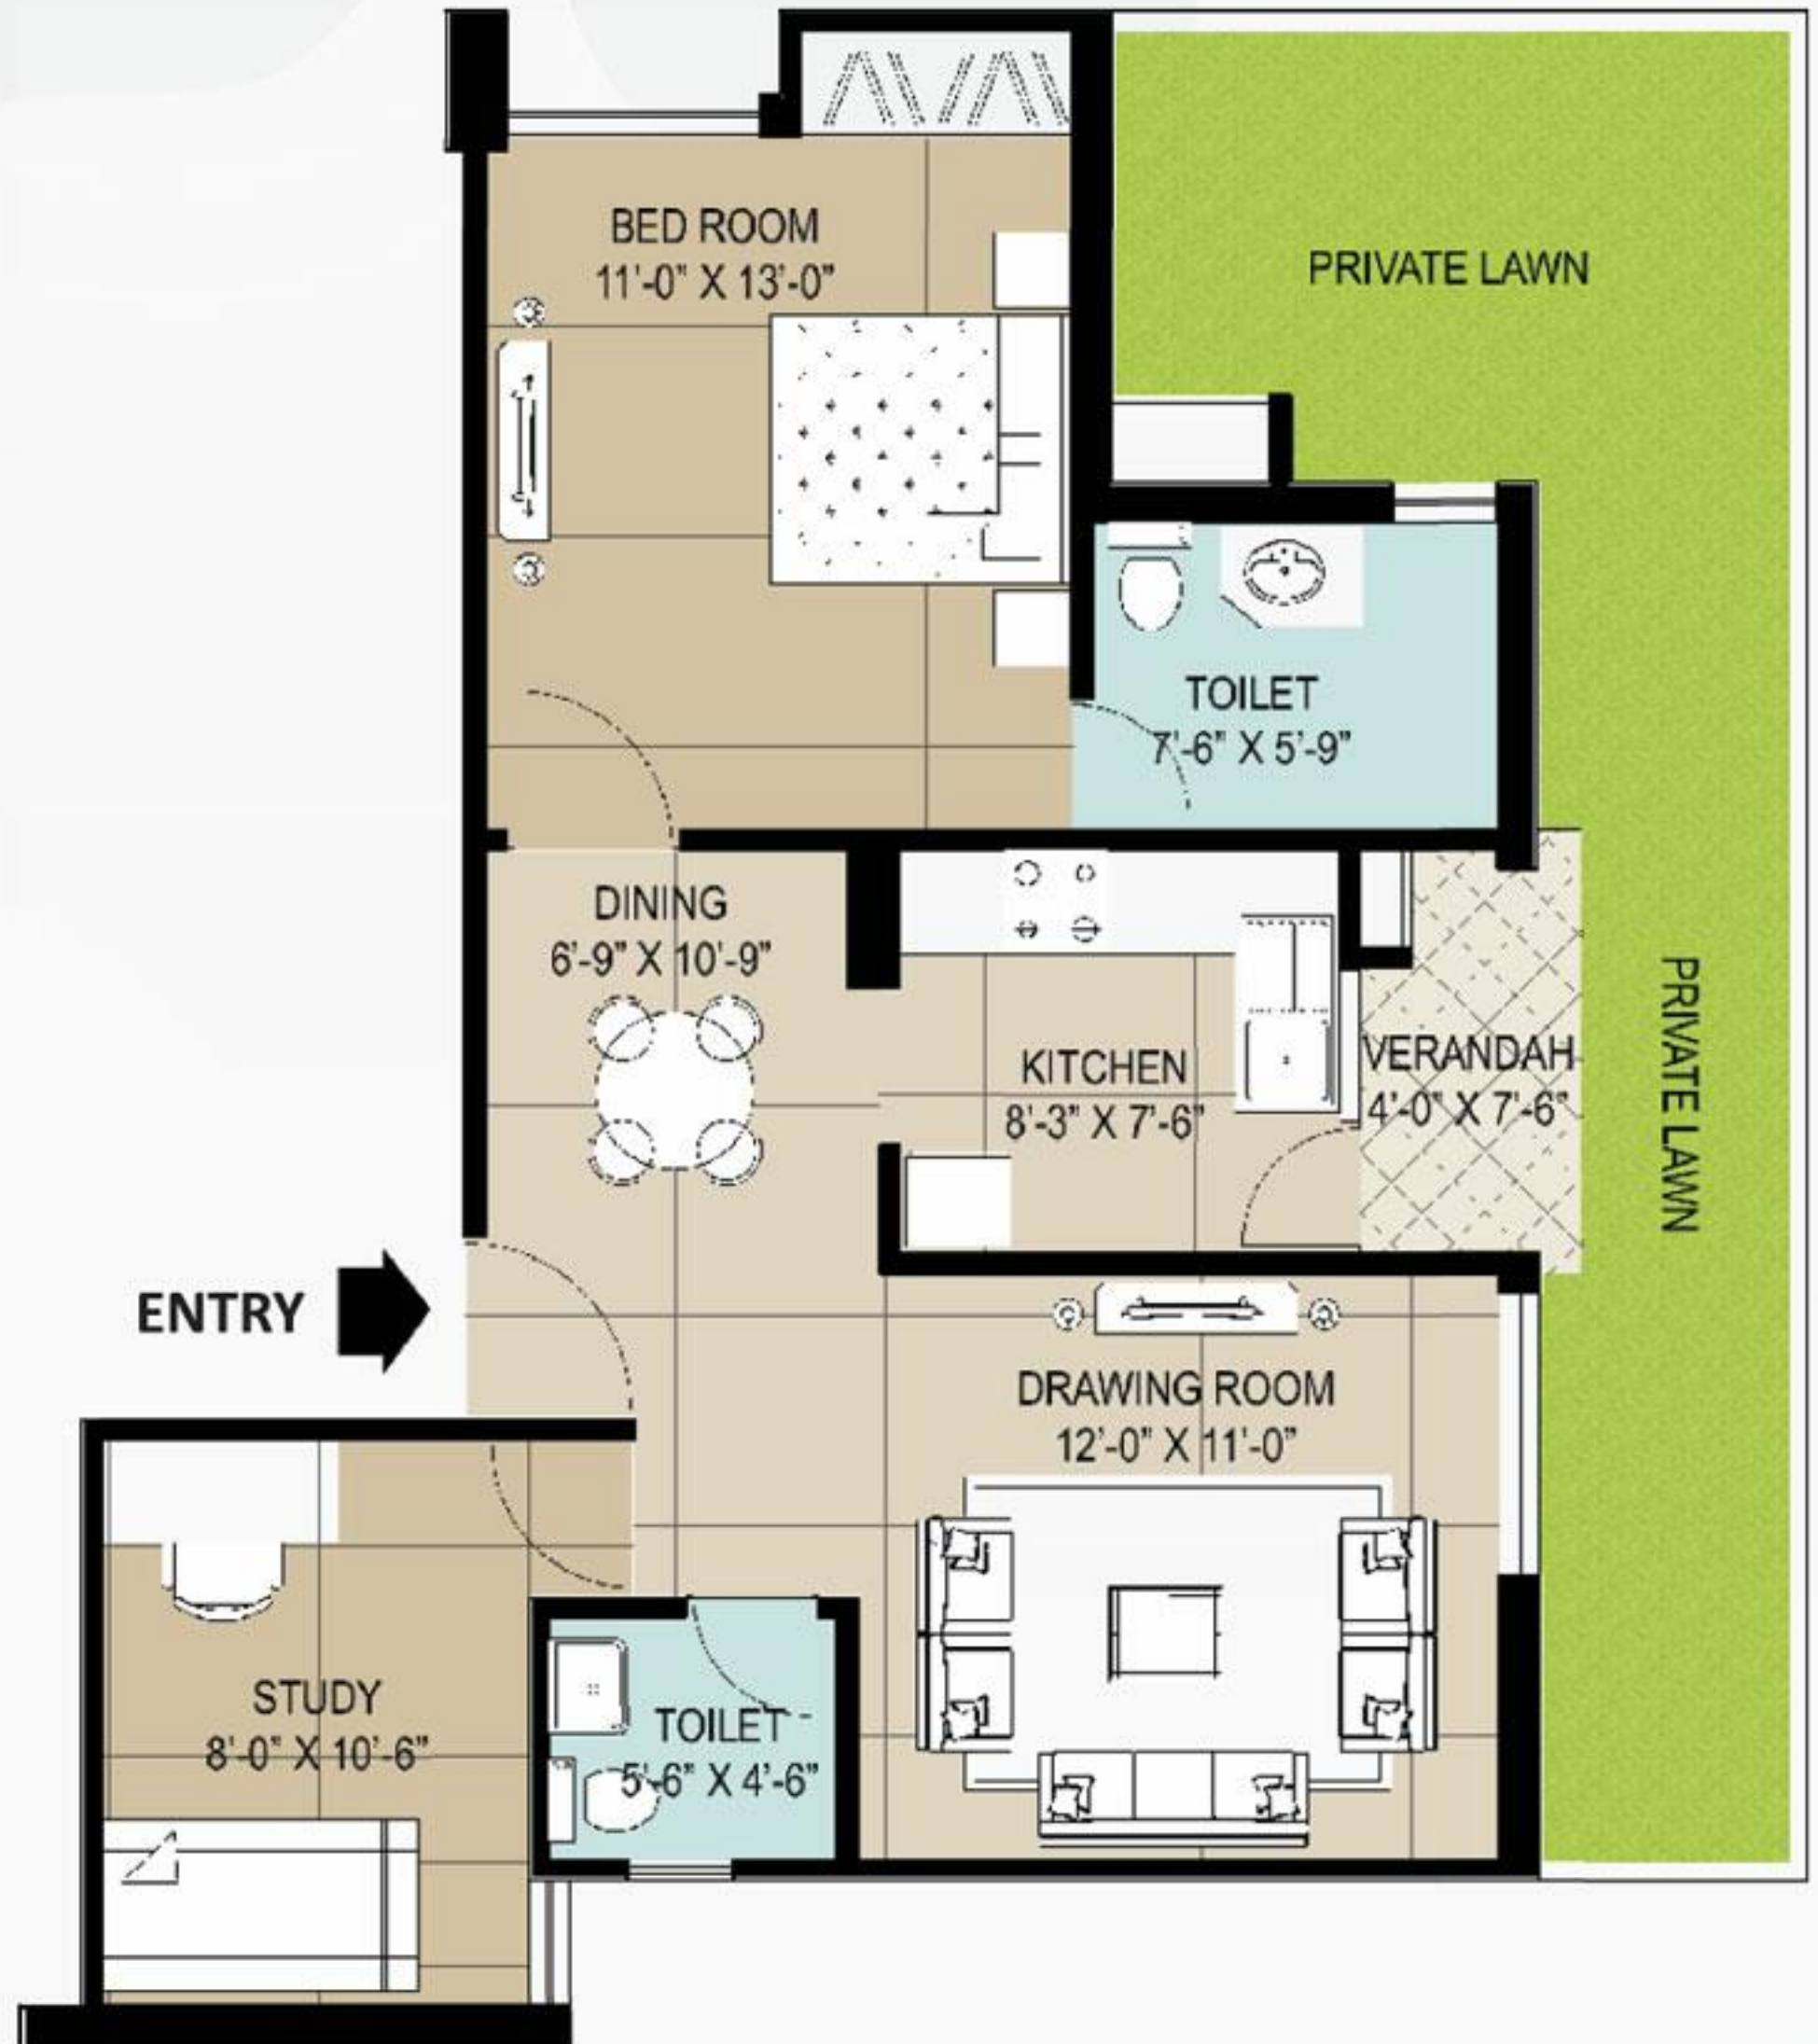 BED ROOM
11'-0" X 13'-0"
PRIVATE LAWN
TOILET
7'-6" X 5'-9"
DINING
6'-9" X 10'-9"
KITCHEN
8'-3" X 7'-6"
VERANDAH
4'-0" X 7'-6"
PRIVATE LAWN
ENTRY
DRAWING ROOM
12'-0" X 11'-0"
STUDY
8'-0" X 10'-6"
TOILET
5'-6" X 4'-6"